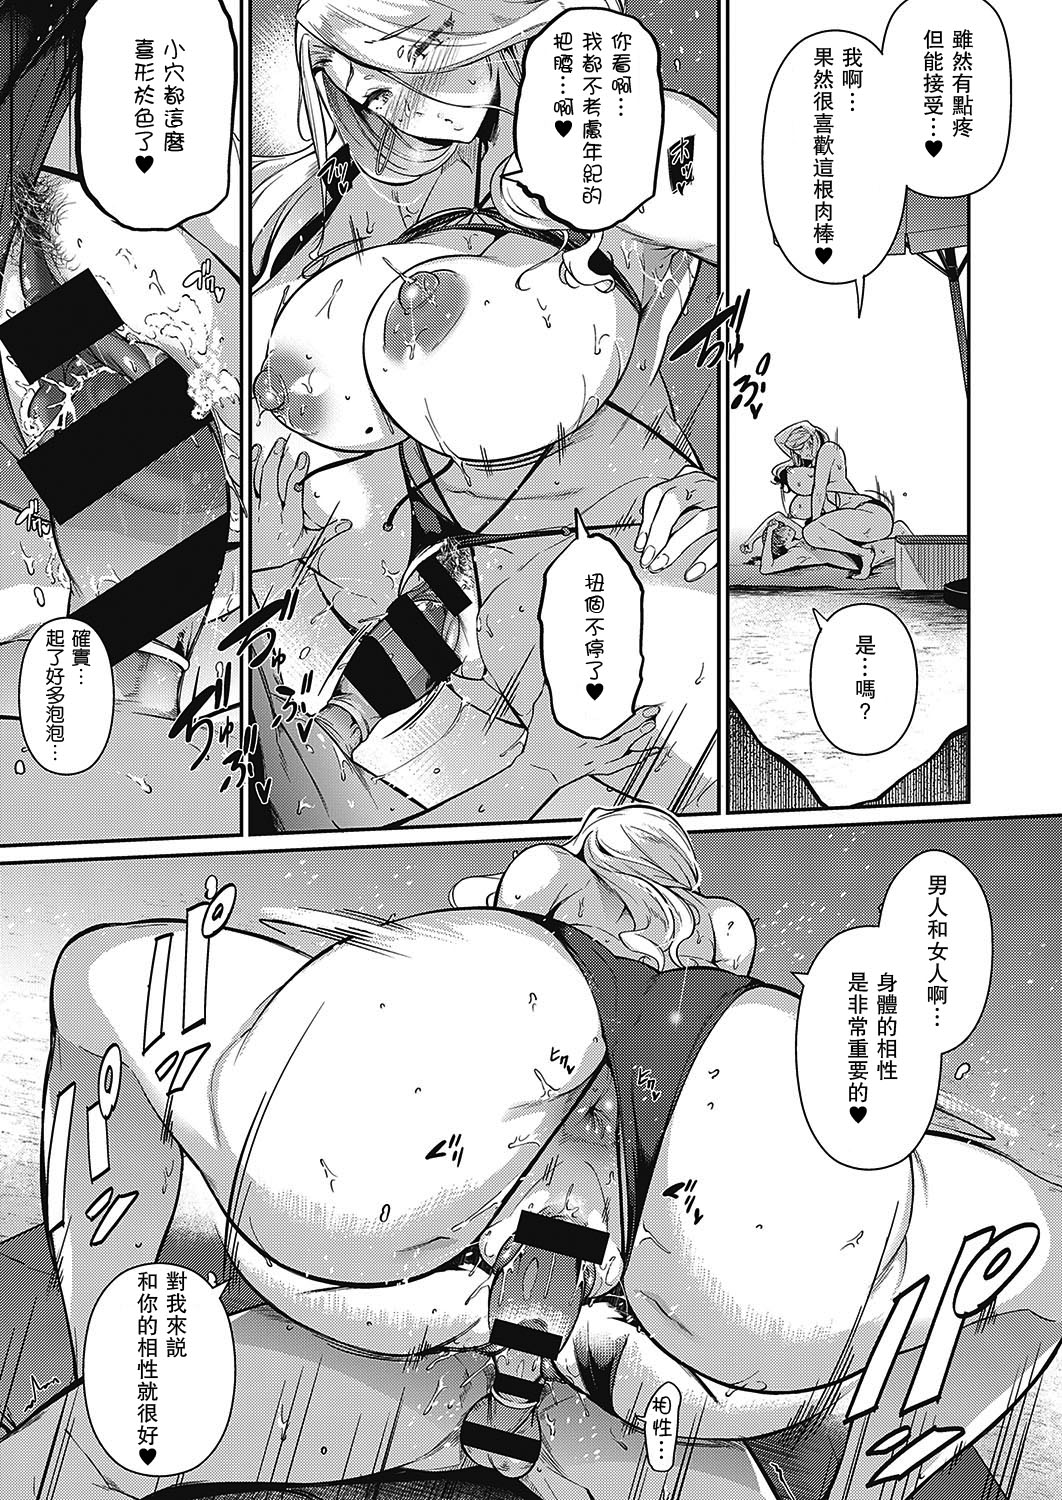 雖然有點疼
但能接受…♥
我啊…
果然很喜歡這根肉棒♥
是…嗎？
你看啊…
我都不考慮年紀的
把腰…啊♥
扭個不停了♥
小穴都這麼
喜形於色了♥
確實…
起了好多泡泡…
男人和女人啊…
身體的相性
是非常重要的♥
相性…
對我來説
和你的相性就很好♥